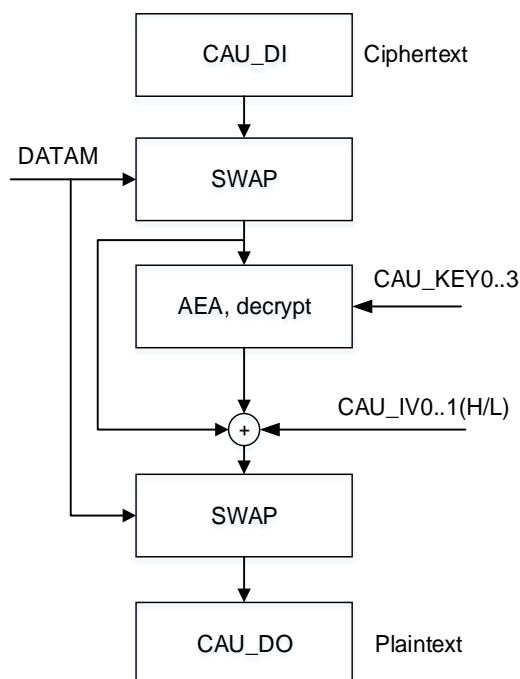 CAU_DI Ciphertext
DATAM
SWAP
CAU_KEY0..3
AEA, decrypt
CAU_IV0..1(H/L)
+
SWAP
CAU_DO Plaintext